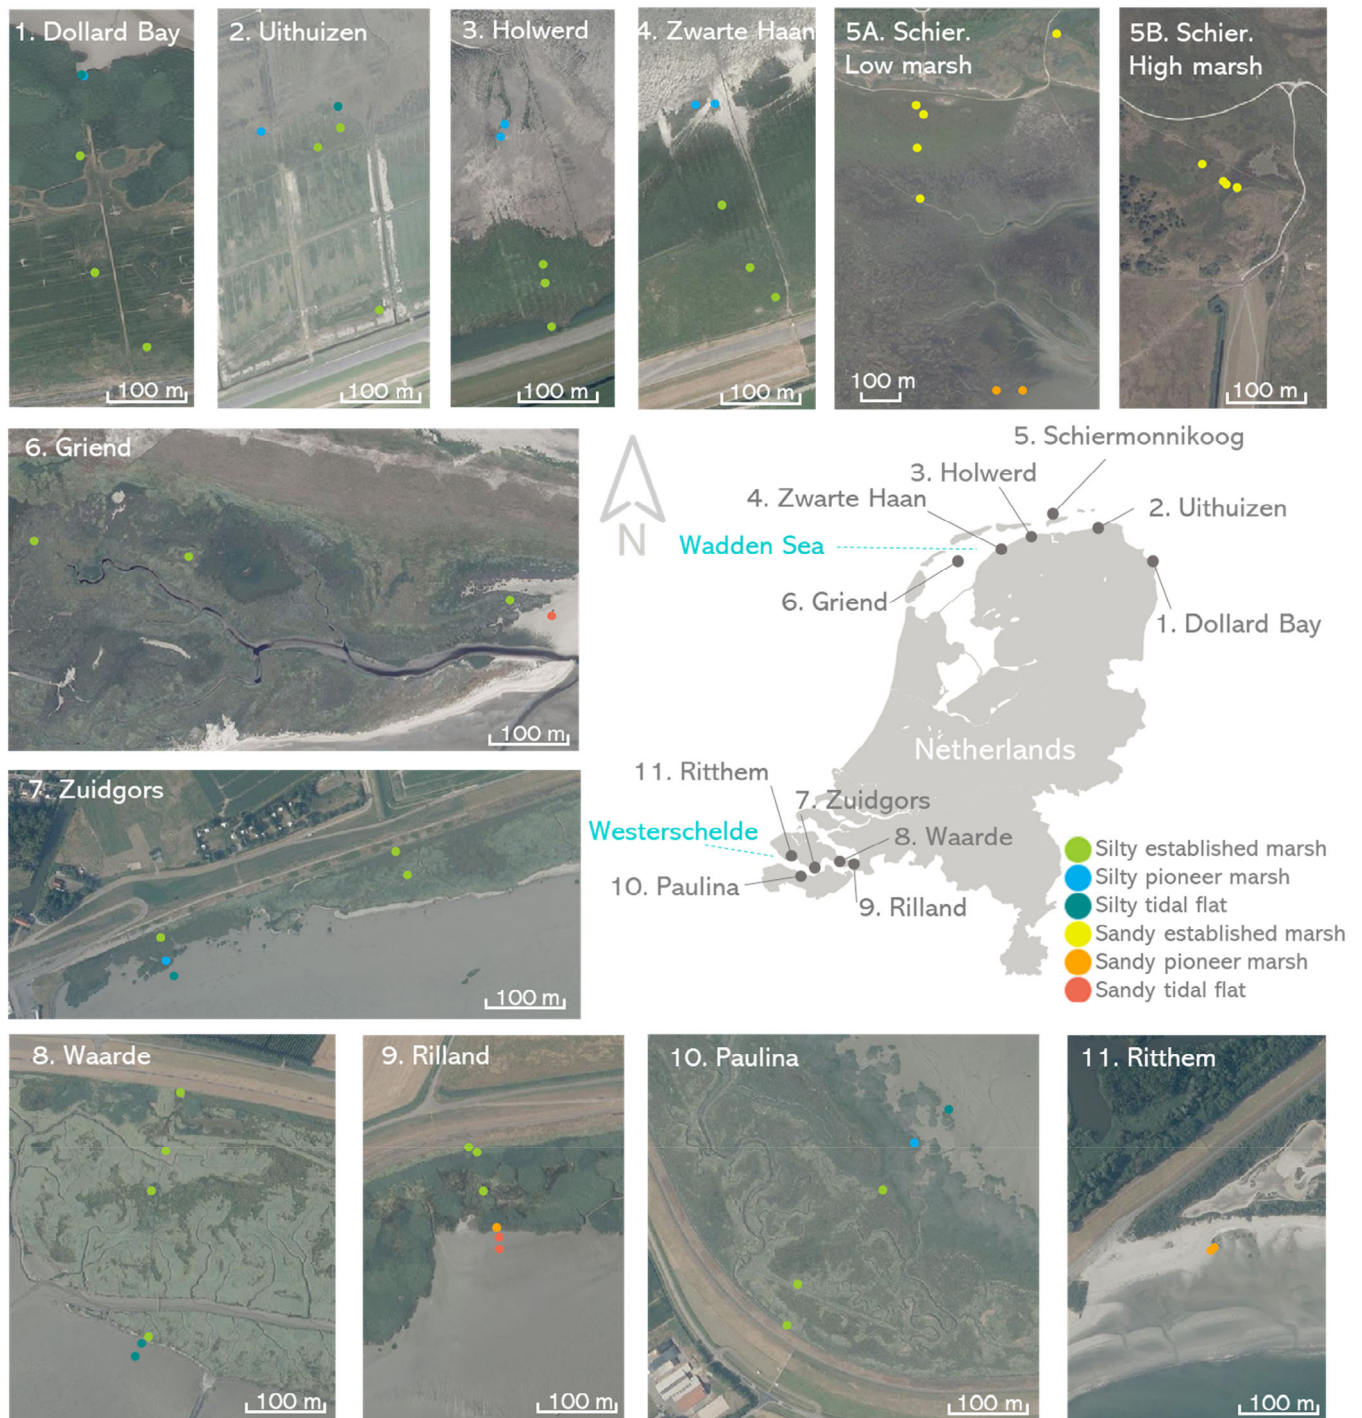 1. Dollard Bay
2. Uithuizen
3. Holwerd
4. Zwarte Haan
5A. Schier.
Low marsh
5B. Schier.
High marsh
100 m
100 m
100 m
100 m
100 m
100 m
6. Griend
100 m
N
5. Schiermonnikoog
3. Holwerd
4. Zwarte Haan
2. Uithuizen
Wadden Sea
6. Griend
1. Dollard Bay
Netherlands
11. Ritthem
7. Zuidgors
Westerschelde
8. Waarde
10. Paulina
9. Rilland
Silty established marsh
Silty pioneer marsh
Silty tidal flat
Sandy established marsh
Sandy pioneer marsh
Sandy tidal flat
7. Zuidgors
100 m
8. Waarde
100 m
9. Rilland
100 m
10. Paulina
100 m
11. Ritthem
100 m